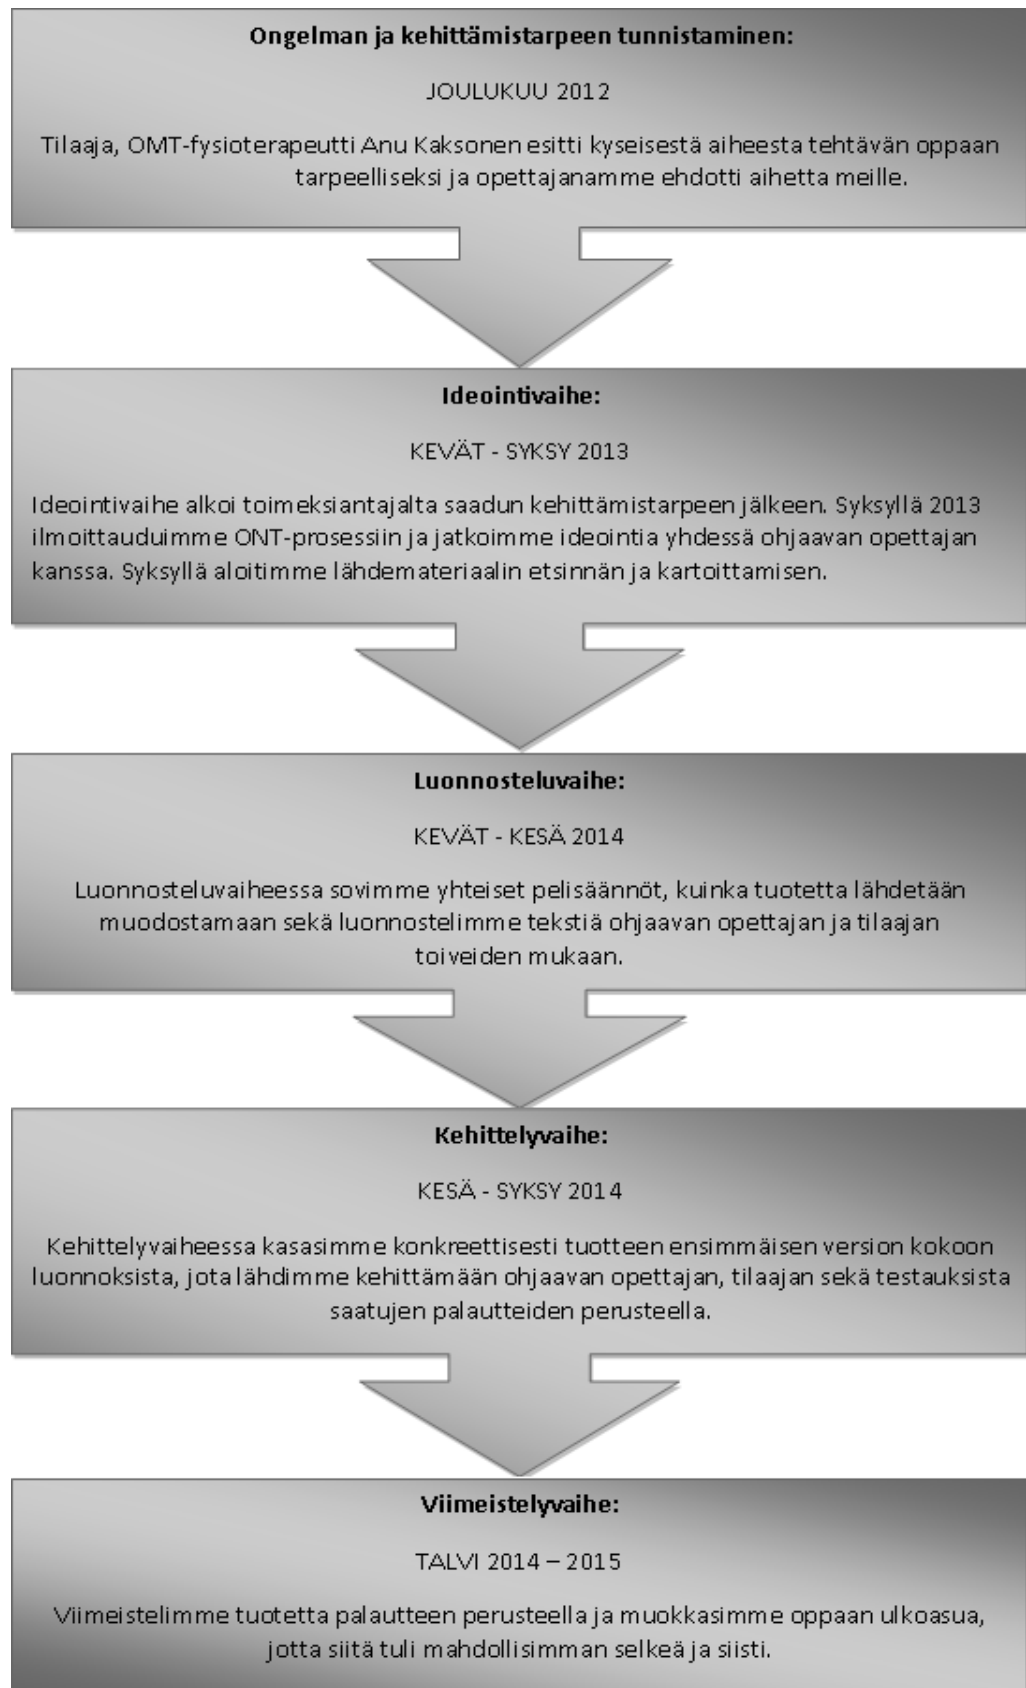 Ongelman ja kehittämistarpeen tunnistaminen:
JOULUKUU 2012
Tilaaja, OMT-fysioterapeutti Anu Kaksonen esitti kyseisestä aiheesta tehtävän oppaan
tarpeelliseksi ja opettajanamme ehdotti aihetta meille.
Ideointivaihe:
KEVÄT - SYKSY 2013
Ideointivaihe alkoi toimeksiantajalta saadun kehittämistarpeen jälkeen. Syksyllä 2013
ilmoittauduimme ONT-prosessiin ja jatkoimme ideointia yhdessä ohjaavan opettajan
kanssa. Syksyllä aloitimme lähdemateriaalin etsinnän ja kartoittamisen.
Luonnosteluvaihe:
KEVÄT - KESÄ 2014
Luonnosteluvaiheessa sovimme yhteiset pelisäännöt, kuinka tuotetta lähdetään
muodostamaan sekä luonnostelimme tekstiä ohjaavan opettajan ja tilaajan
toiveiden mukaan.
Kehittelyvaihe:
KESÄ - SYKSY 2014
Kehittelyvaiheessa kasasimme konkreettisesti tuotteen ensimmäisen version kokoon
luonnoksista, jota lähdimme kehittämään ohjaavan opettajan, tilaajan sekä testauksista
saatujen palautteiden perusteella.
Viimeistelyvaihe:
TALVI 2014 – 2015
Viimeistelimme tuotetta palautteen perusteella ja muokkasimme oppaan ulkoasua,
jotta siitä tuli mahdollisimman selkeä ja siisti.